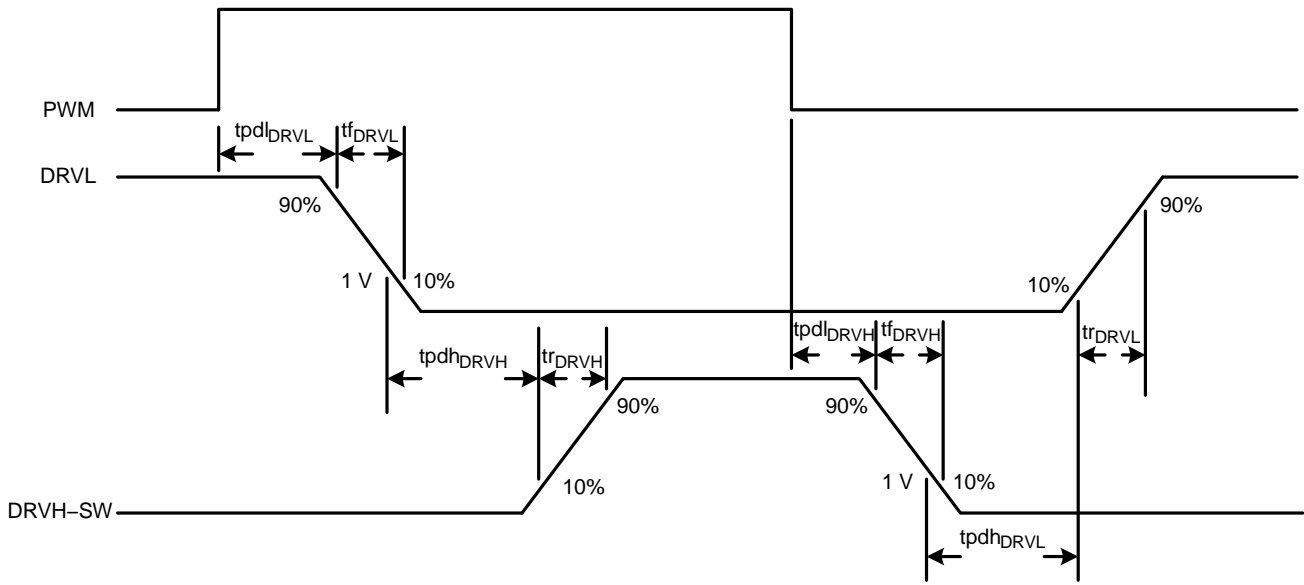 PWM
tpdlDRVL tfDRVL
DRVL
90% 90%
1 V 10% 10%
tpdlDRVH tfDRVH trDRVL
tpdhDRVH trDRVH
90% 90%
1 V 10%
10%
DRVH–SW
tpdhDRVL